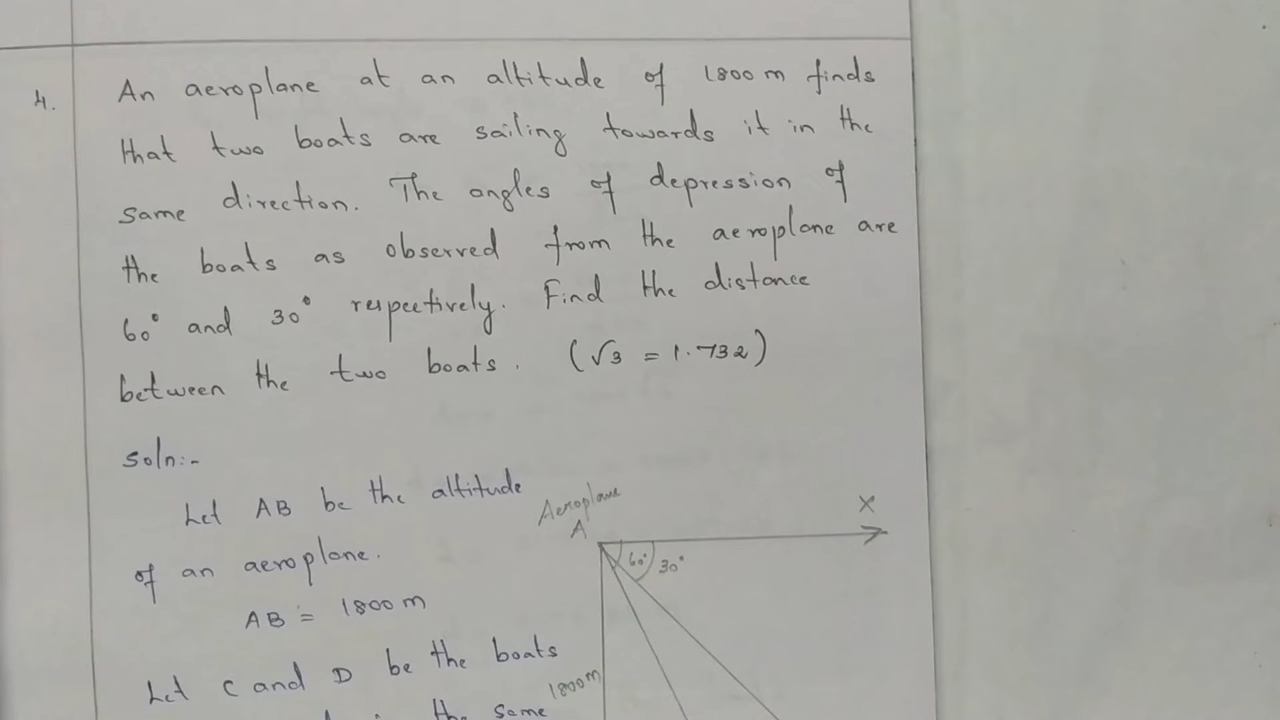 4.
An aeroplane at an altitude of 1800 m finds
that two boats are sailing towards it in the
same direction. The angles of depression of
the boats as observed from the aeroplane are
60° and 30° respectively. Find the distance
between the two boats. (√3 = 1.732)
Soln:-
Let AB be the altitude
of an aeroplane.
AB = 1800 m
Let C and D be the boats
the same
Aeroplane
A
X
60°
30°
1800m